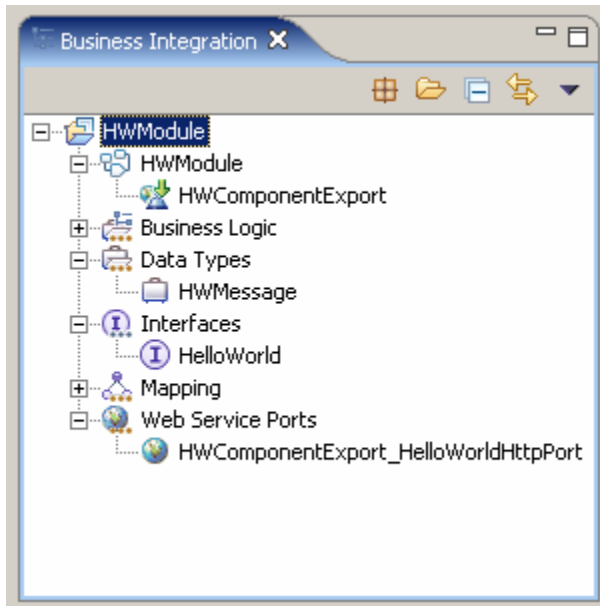 Business Integration
HWModule
HWModule
HWComponentExport
Business Logic
Data Types
HWMessage
Interfaces
HelloWorld
Mapping
Web Service Ports
HWComponentExport_HelloWorldHttpPort